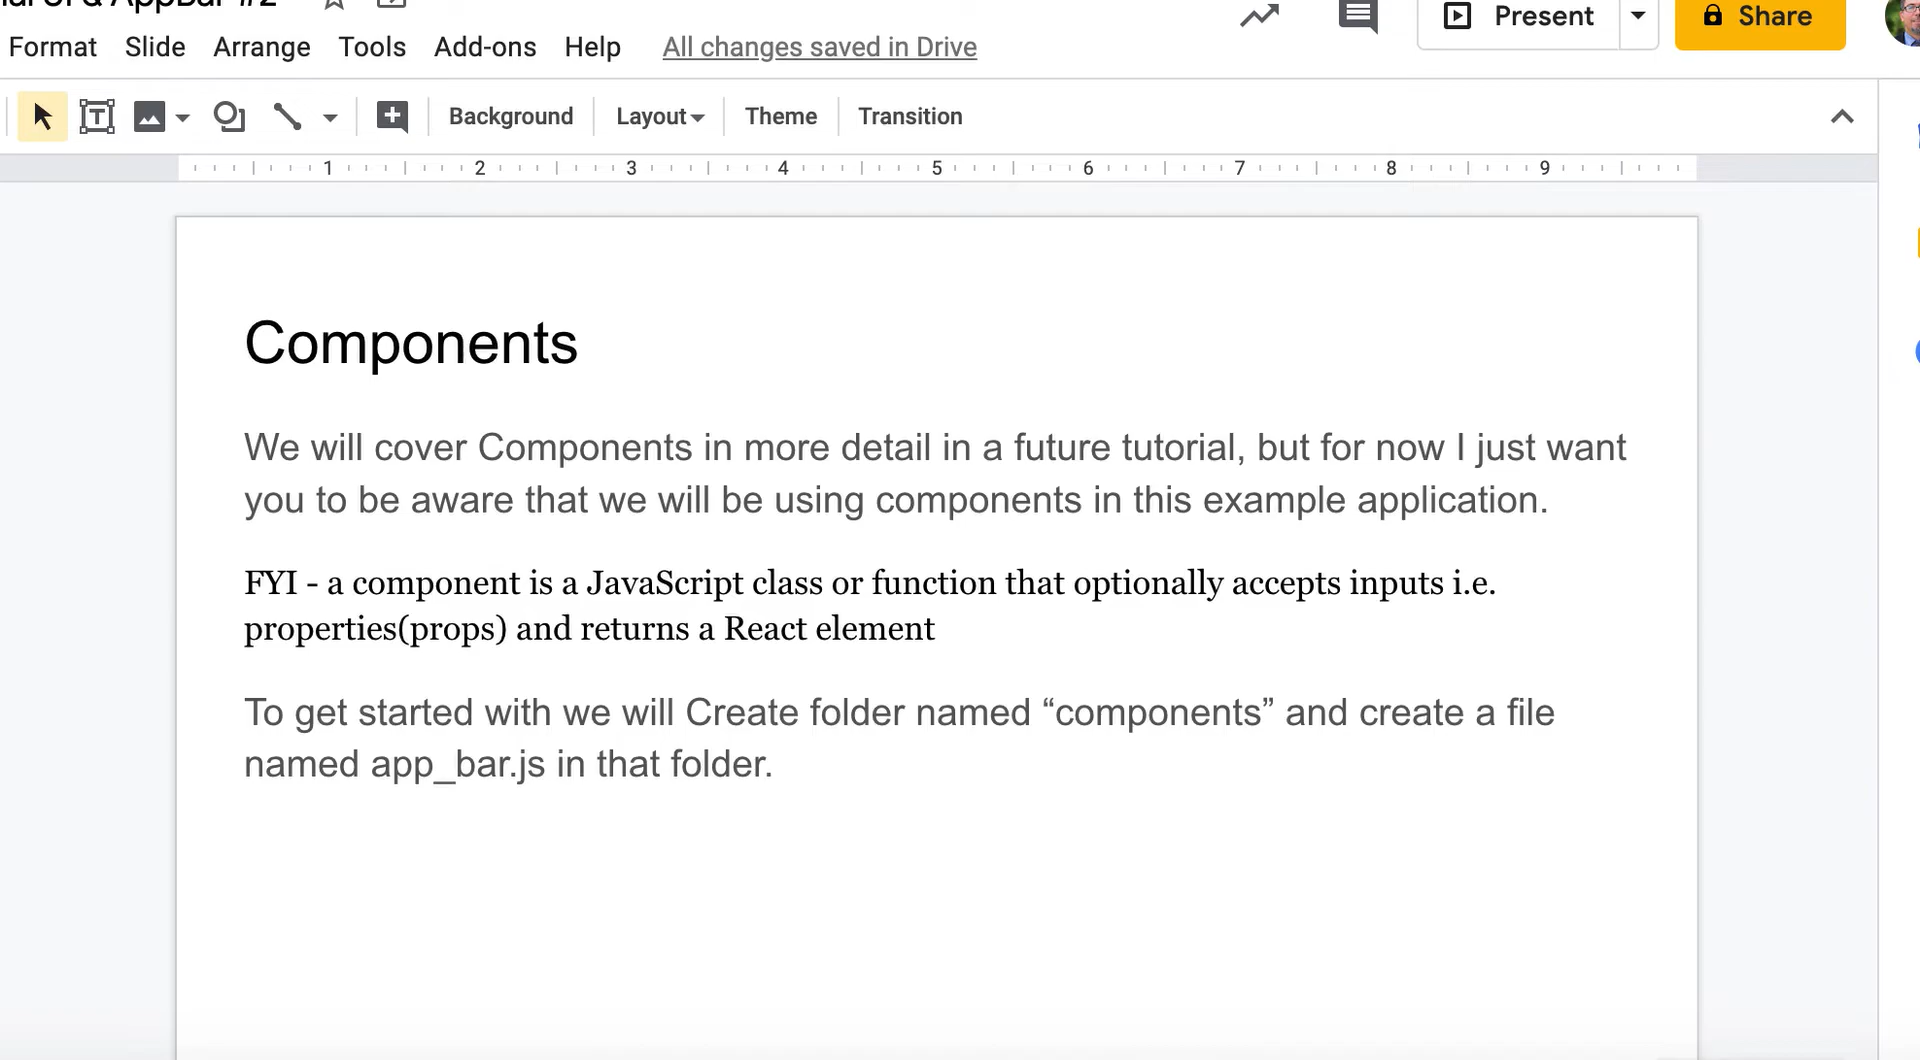 & AppBar #2
Format Slide Arrange Tools Add-ons Help All changes saved in Drive
Present Share
Background Layout Theme Transition
1 2 3 4 5 6 7 8 9
Components
We will cover Components in more detail in a future tutorial, but for now I just want
you to be aware that we will be using components in this example application.
FYI - a component is a JavaScript class or function that optionally accepts inputs i.e.
properties(props) and returns a React element
To get started with we will Create folder named “components” and create a file
named app_bar.js in that folder.